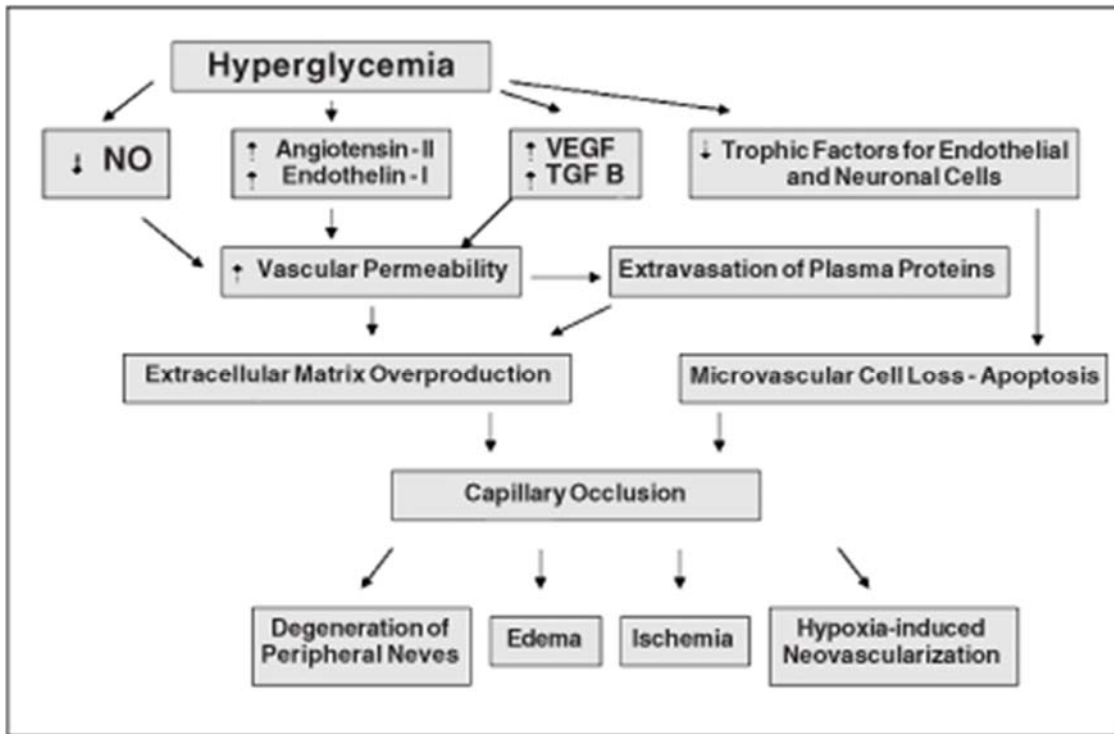 Hyperglycemia
↓ NO
↑ Angiotensin-II
↑ Endothelin-I
↑ VEGF
↑ TGF B
↓ Trophic Factors for Endothelial
and Neuronal Cells
↑ Vascular Permeability
Extravasation of Plasma Proteins
Extracellular Matrix Overproduction
Microvascular Cell Loss - Apoptosis
Capillary Occlusion
Degeneration of
Peripheral Neves
Edema
Ischemia
Hypoxia-induced
Neovascularization